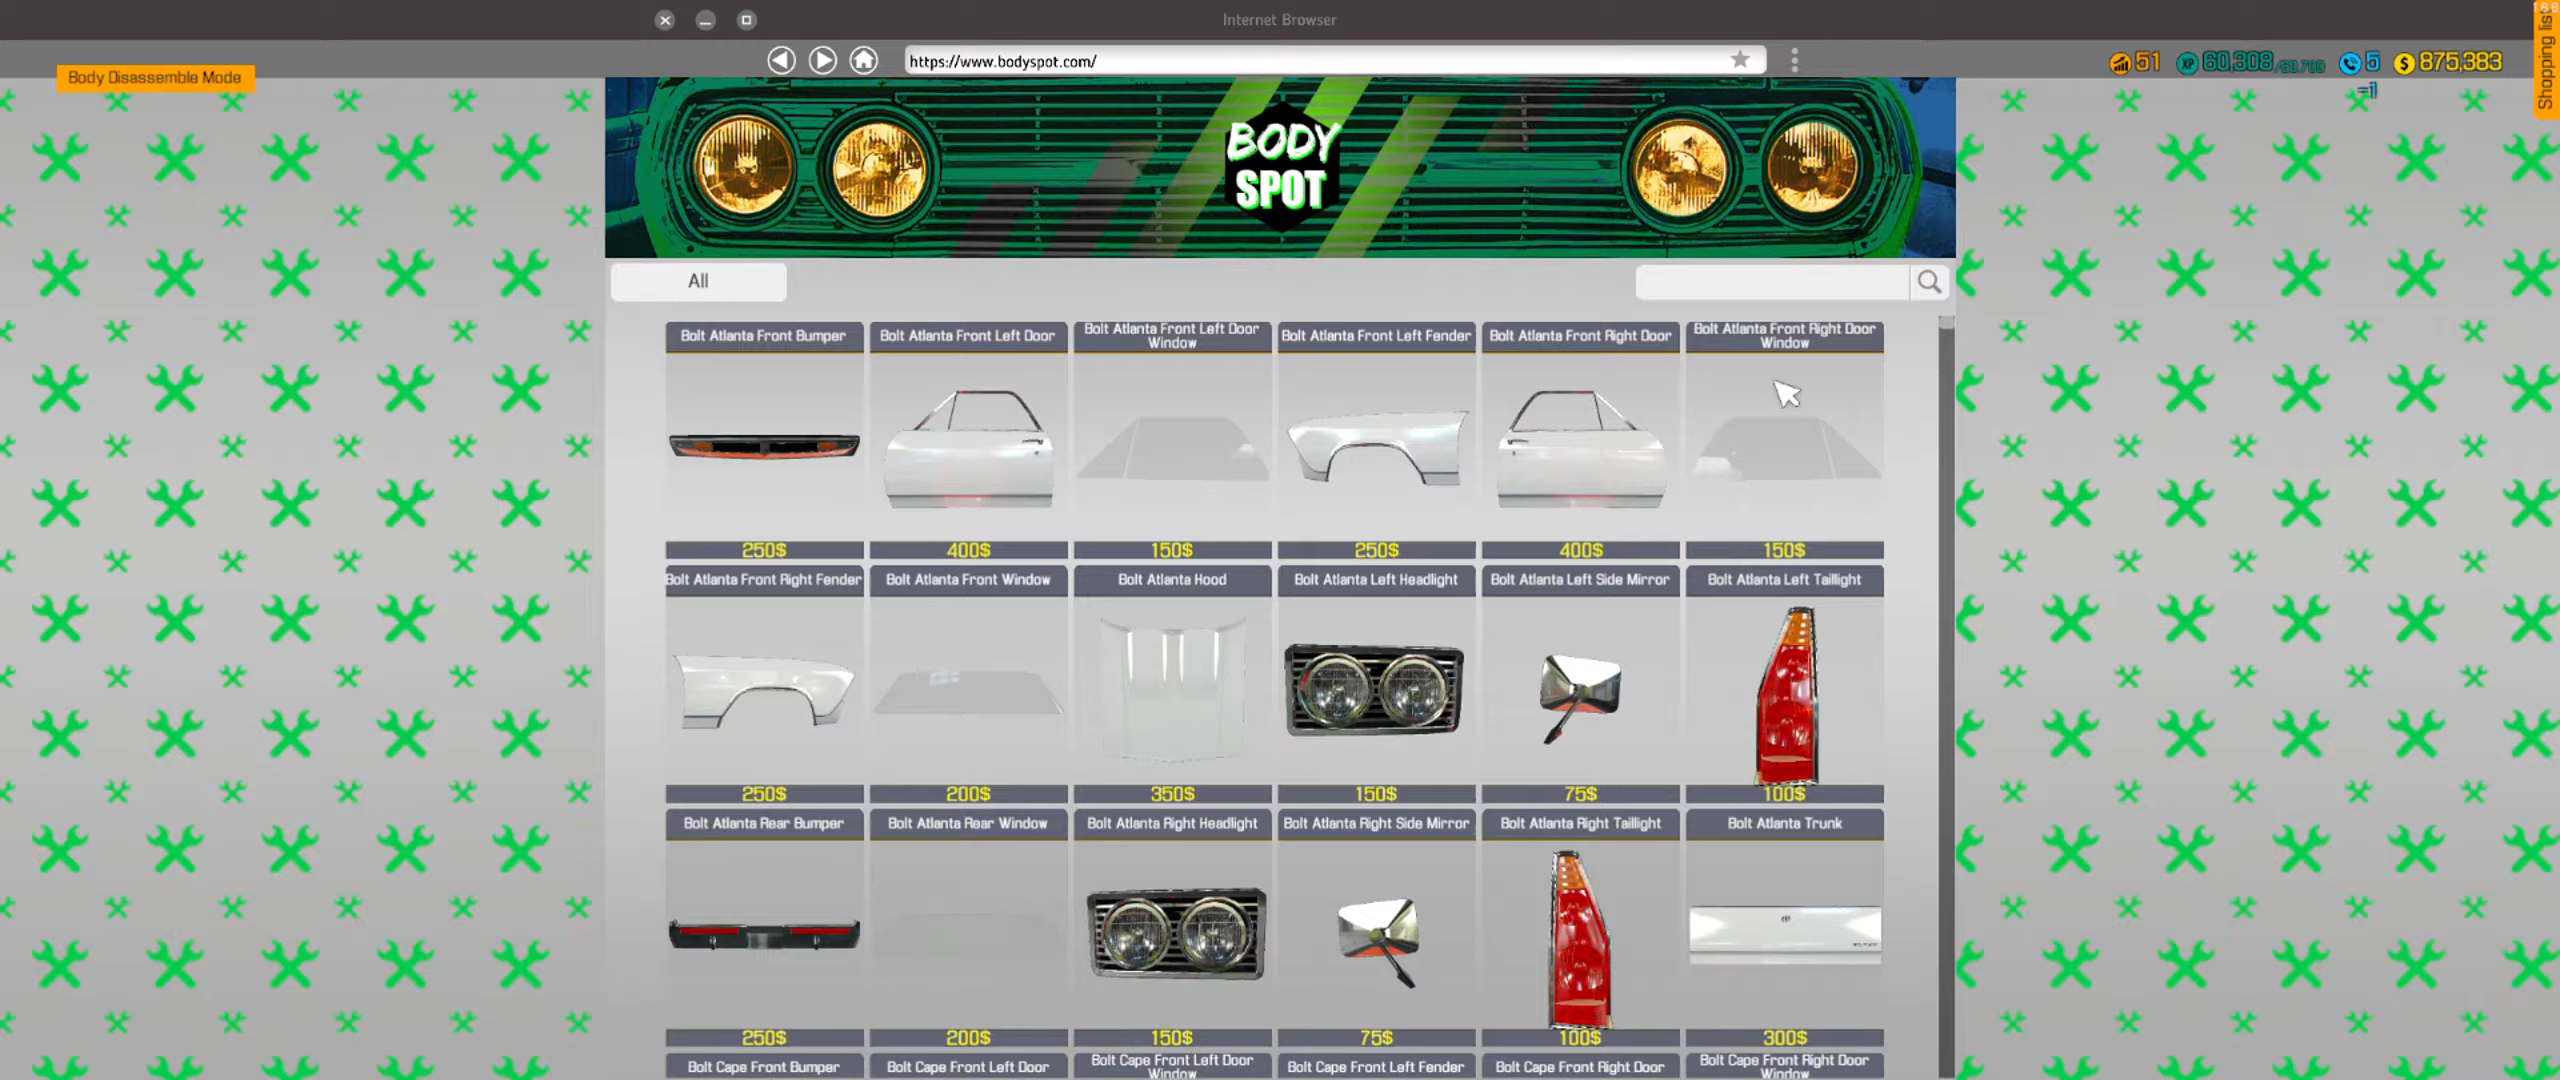 Internet Browser
https://www.bodyspot.com/
Body Disassemble Mode
51
XP 60,308
5
$ 875,383
Shopping list
BODY
SPOT
All
Bolt Atlanta Front Bumper
Bolt Atlanta Front Left Door
Bolt Atlanta Front Left Door
Window
Bolt Atlanta Front Left Fender
Bolt Atlanta Front Right Door
Bolt Atlanta Front Right Door
Window
250$
400$
150$
250$
400$
150$
Bolt Atlanta Front Right Fender
Bolt Atlanta Front Window
Bolt Atlanta Hood
Bolt Atlanta Left Headlight
Bolt Atlanta Left Side Mirror
Bolt Atlanta Left Taillight
250$
200$
350$
150$
75$
100$
Bolt Atlanta Rear Bumper
Bolt Atlanta Rear Window
Bolt Atlanta Right Headlight
Bolt Atlanta Right Side Mirror
Bolt Atlanta Right Taillight
Bolt Atlanta Trunk
250$
200$
150$
75$
100$
300$
Bolt Cape Front Bumper
Bolt Cape Front Left Door
Bolt Cape Front Left Door
Window
Bolt Cape Front Left Fender
Bolt Cape Front Right Door
Bolt Cape Front Right Door
Window